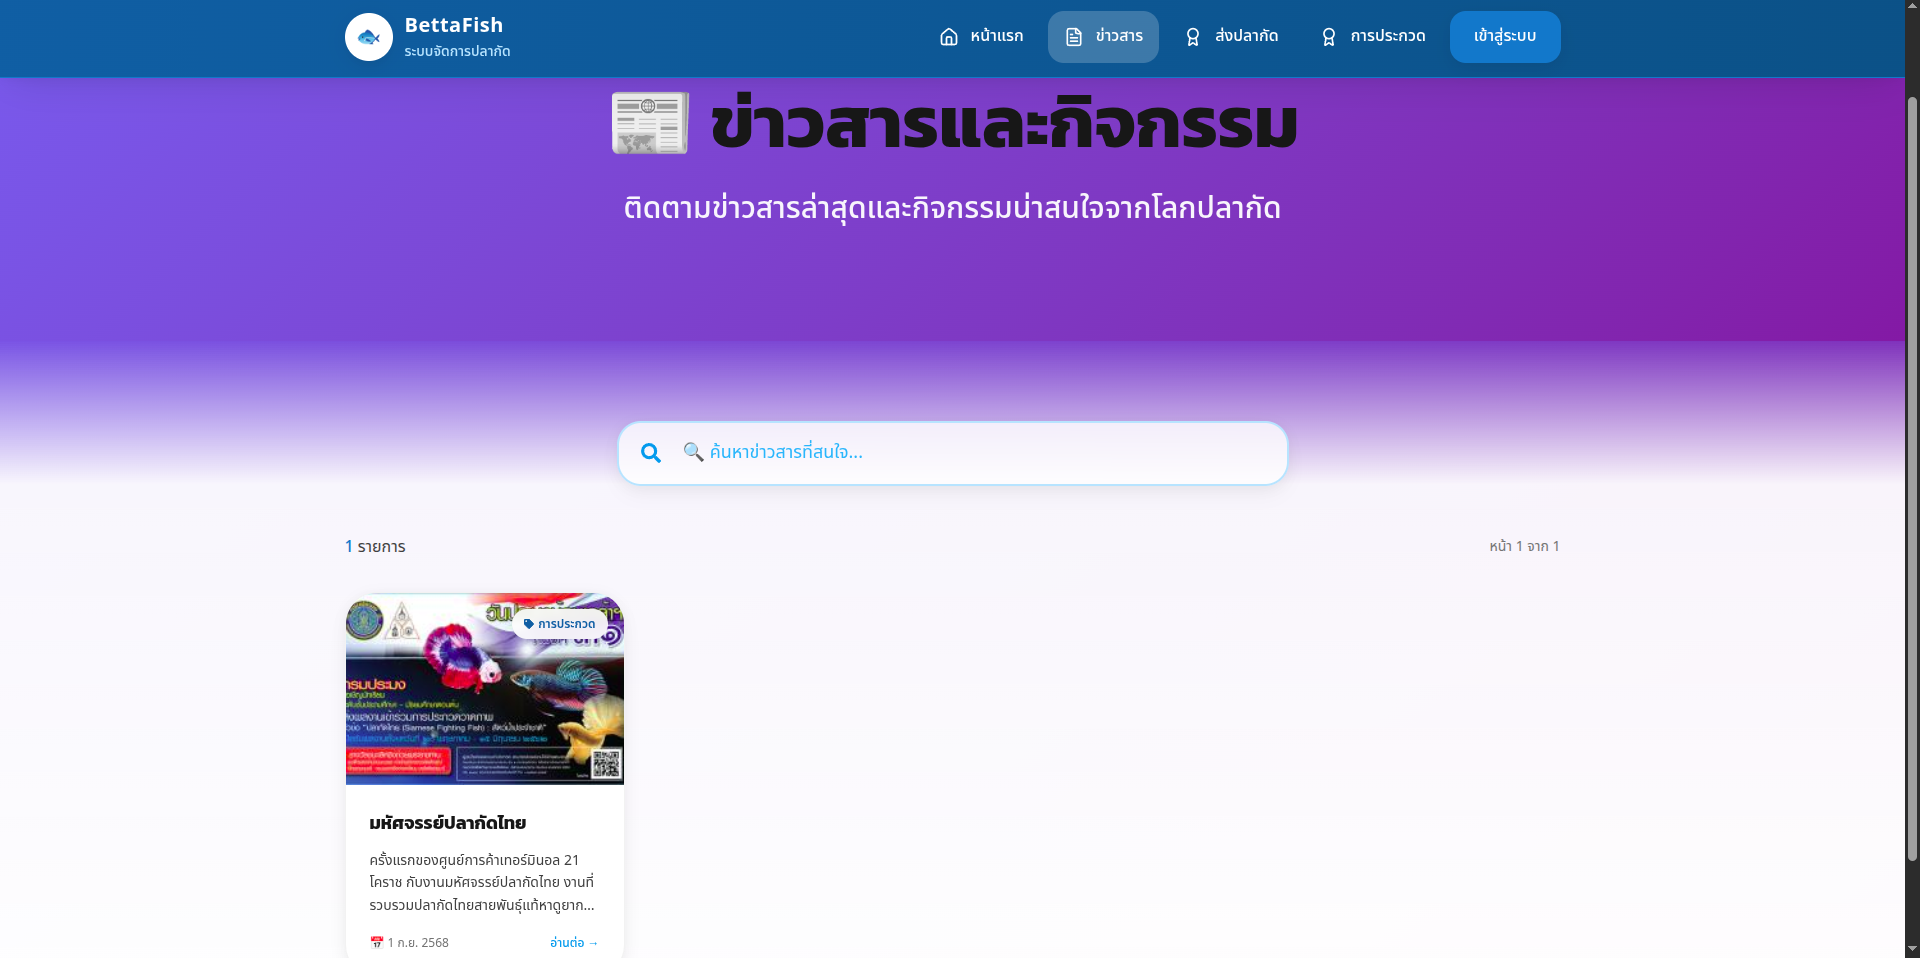 BettaFish
ระบบจัดการปลากัด
หน้าแรก
ข่าวสาร
ส่งปลากัด
การประกวด
เข้าสู่ระบบ
📰 ข่าวสารและกิจกรรม
ติดตามข่าวสารล่าสุดและกิจกรรมน่าสนใจจากโลกปลากัด
🔍 ค้นหาข่าวสารที่สนใจ...
1 รายการ
หน้า 1 จาก 1
การประกวด
มหัศจรรย์ปลากัดไทย
ครั้งแรกของศูนย์การค้าเทอร์มินอล 21
โคราช กับงานมหัศจรรย์ปลากัดไทย งานที่
รวบรวมปลากัดไทยสายพันธุ์แท้หาดูยาก...
📅 1 ก.ย. 2568
อ่านต่อ →